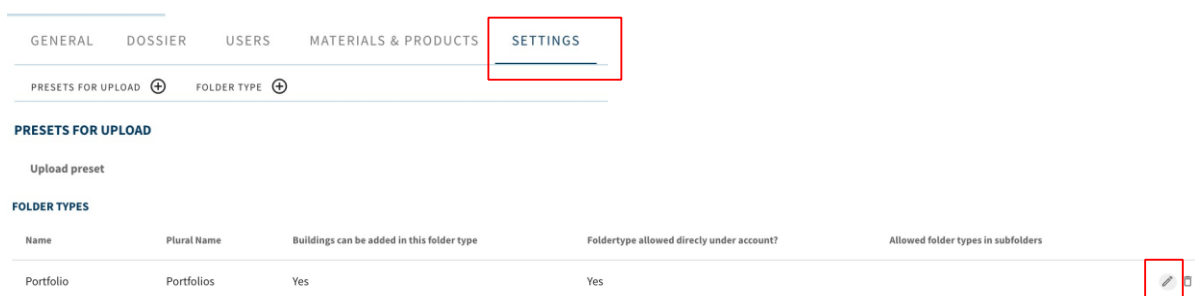 GENERAL DOSSIER USERS MATERIALS & PRODUCTS SETTINGS
PRESETS FOR UPLOAD FOLDER TYPE
PRESETS FOR UPLOAD
Upload preset
FOLDER TYPES
Name Plural Name Buildings can be added in this folder type Foldertype allowed direcly under account? Allowed folder types in subfolders
Portfolio Portfolios Yes Yes